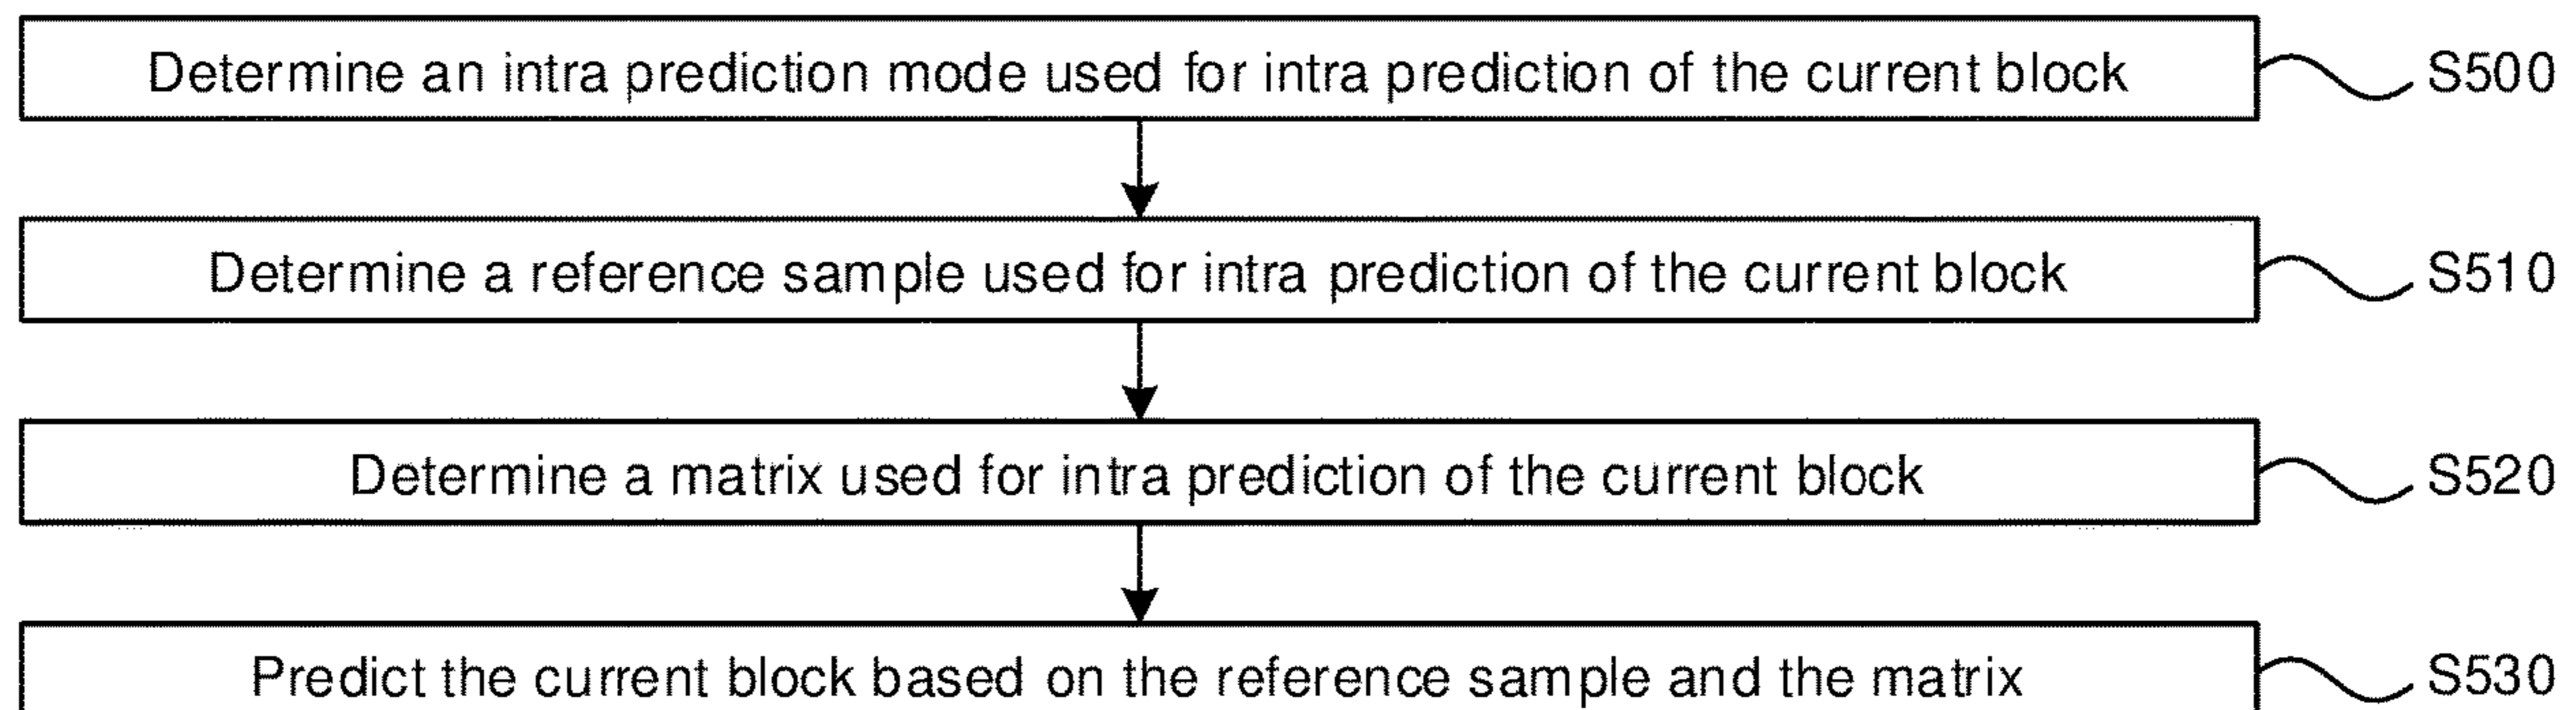 Determine an intra prediction mode used for intra prediction of the current block S500
Determine a reference sample used for intra prediction of the current block S510
Determine a matrix used for intra prediction of the current block S520
Predict the current block based on the reference sample and the matrix S530